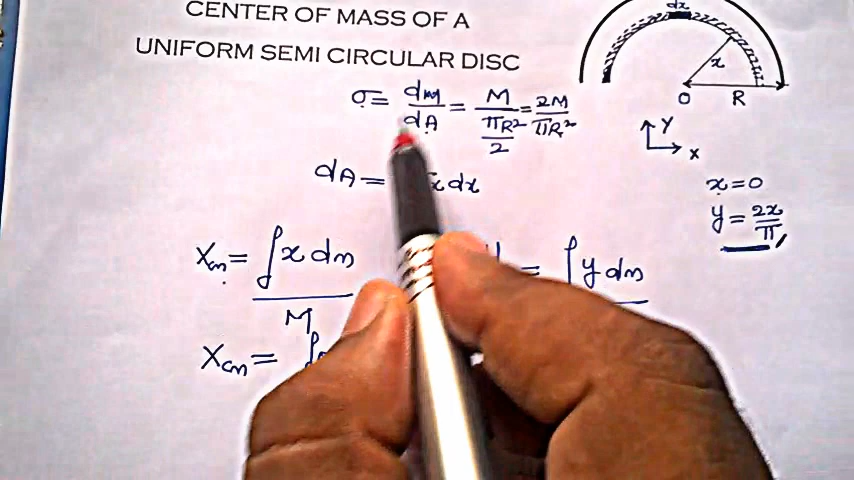 CENTER OF MASS OF A
UNIFORM SEMI CIRCULAR DISC
dx
x
O R
Y
X
σ = dm/dA = M/(πR²/2) = 2M/πR²
dA = x dx
x = 0
y = 2x/π
Xcm = ∫x dm / M
= ∫y dm
Xcm = ∫